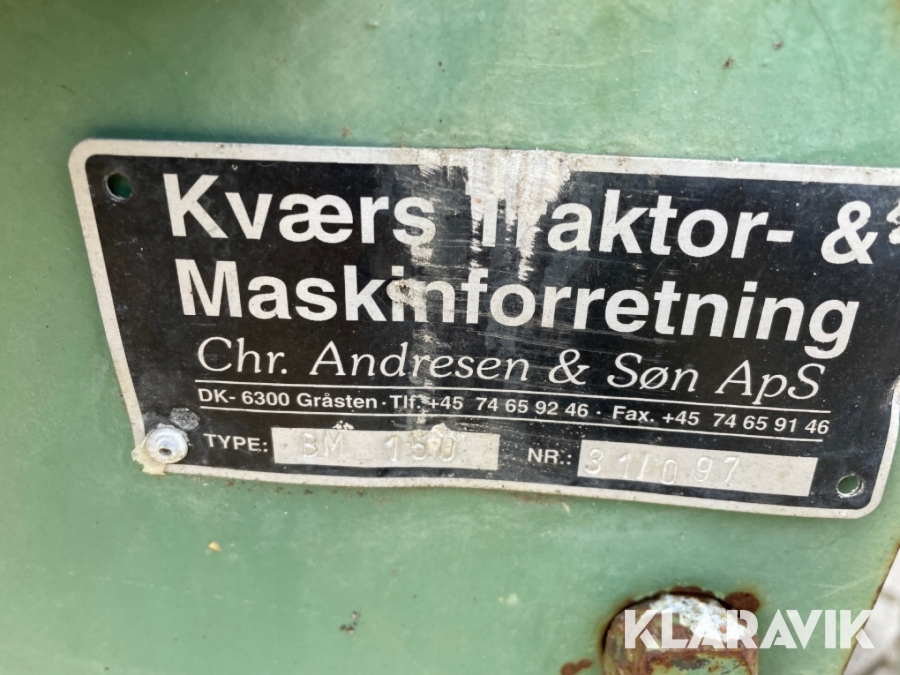 Kværs Traktor- &
Maskinforretning
Chr. Andresen & Søn ApS
DK- 6300 Gråsten · Tlf. +45 74 65 92 46 · Fax. +45 74 65 91 46
TYPE: BM 150 NR.: 31/097
KLARAVIK